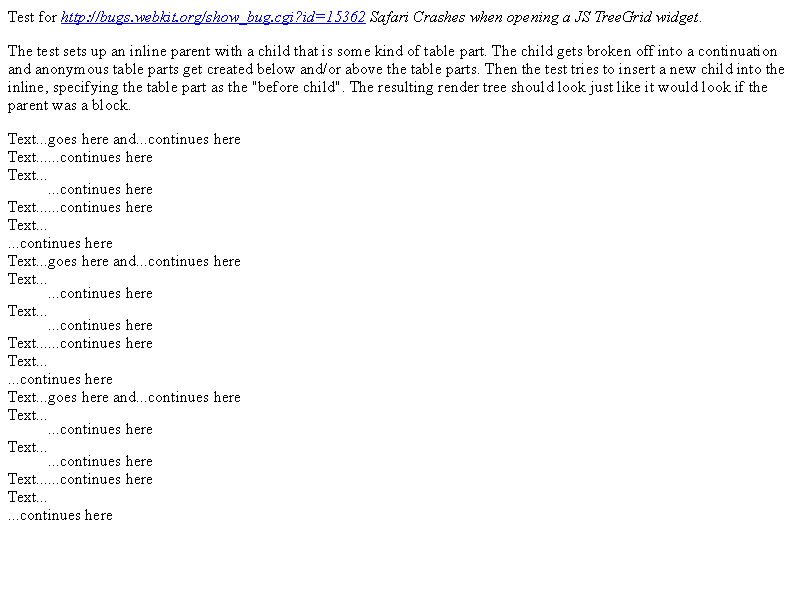 Test for http://bugs.webkit.org/show_bug.cgi?id=15362 Safari Crashes when opening a JS TreeGrid widget.
The test sets up an inline parent with a child that is some kind of table part. The child gets broken off into a continuation
and anonymous table parts get created below and/or above the table parts. Then the test tries to insert a new child into the
inline, specifying the table part as the "before child". The resulting render tree should look just like it would look if the
parent was a block.
Text...goes here and...continues here
Text......continues here
Text...
...continues here
Text......continues here
Text...
...continues here
Text...goes here and...continues here
Text...
...continues here
Text...
...continues here
Text......continues here
Text...
...continues here
Text...goes here and...continues here
Text...
...continues here
Text...
...continues here
Text......continues here
Text...
...continues here